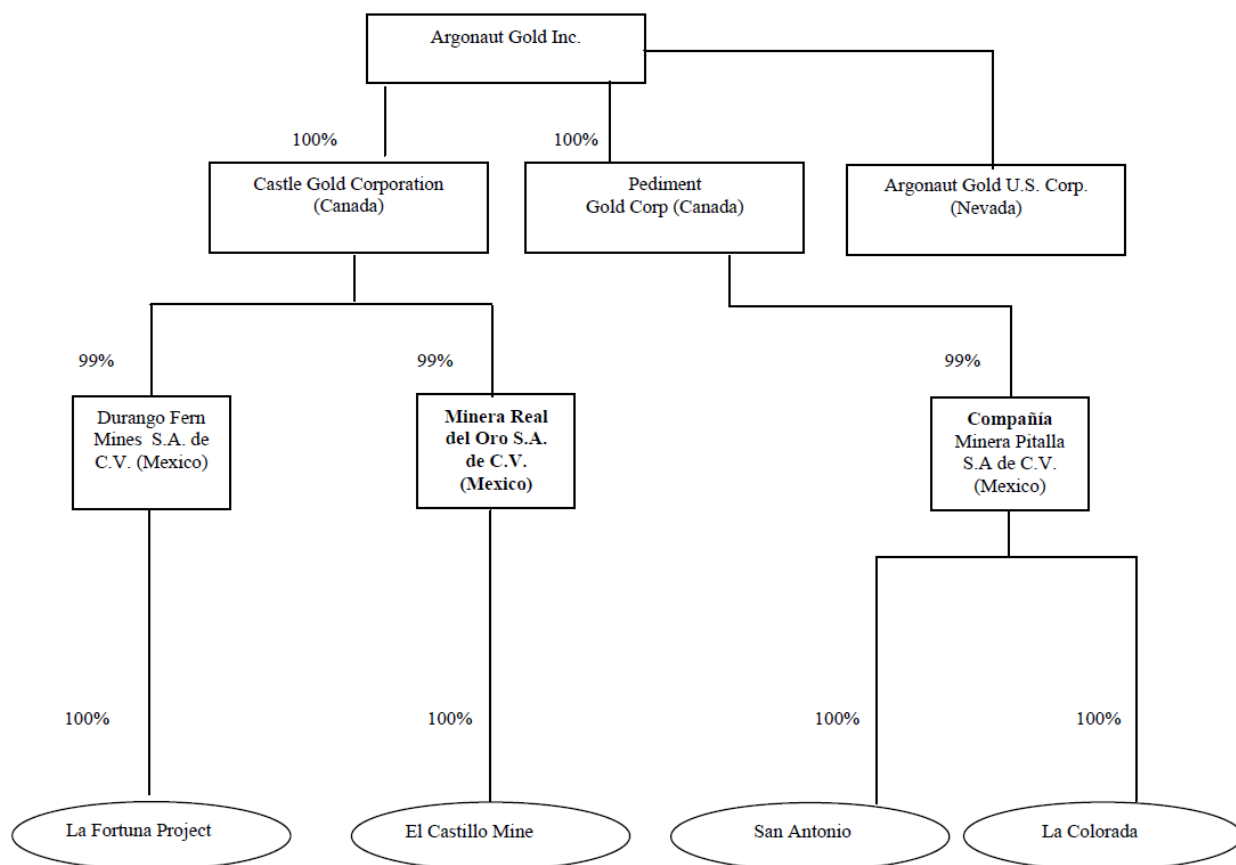 Argonaut Gold Inc.
100%
100%
Castle Gold Corporation
(Canada)
Pediment
Gold Corp (Canada)
Argonaut Gold U.S. Corp.
(Nevada)
99%
99%
99%
Durango Fern
Mines S.A. de
C.V. (Mexico)
Minera Real
del Oro S.A.
de C.V.
(Mexico)
Compañía
Minera Pitalla
S.A de C.V.
(Mexico)
100%
100%
100%
100%
La Fortuna Project
El Castillo Mine
San Antonio
La Colorada